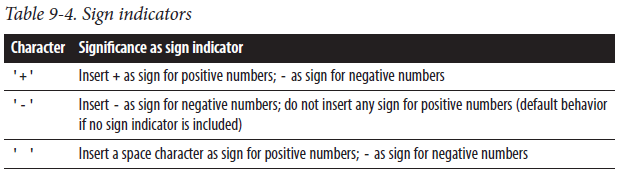 Table 9-4. Sign indicators
Character Significance as sign indicator
'+' Insert + as sign for positive numbers; - as sign for negative numbers
'-' Insert - as sign for negative numbers; do not insert any sign for positive numbers (default behavior
if no sign indicator is included)
' ' Insert a space character as sign for positive numbers; - as sign for negative numbers